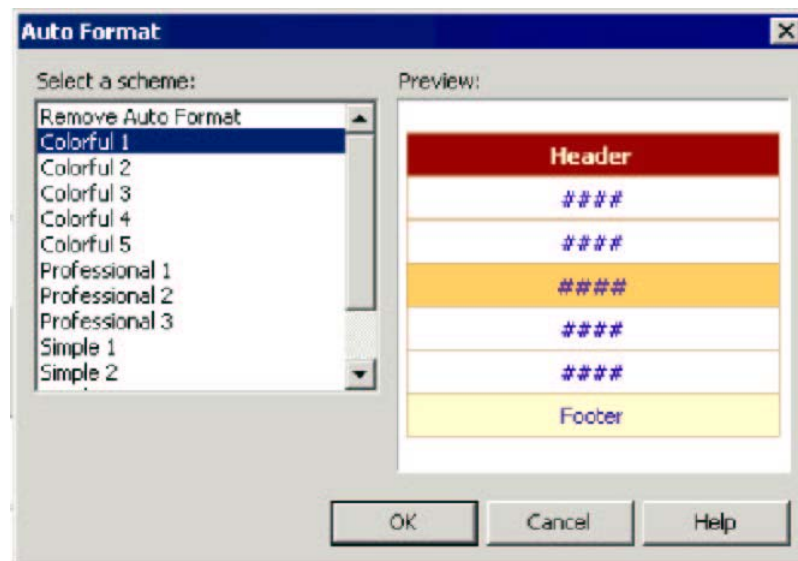 Auto Format
Select a scheme:
Remove Auto Format
Colorful 1
Colorful 2
Colorful 3
Colorful 4
Colorful 5
Professional 1
Professional 2
Professional 3
Simple 1
Simple 2
Preview:
Header
####
####
####
####
####
Footer
OK Cancel Help